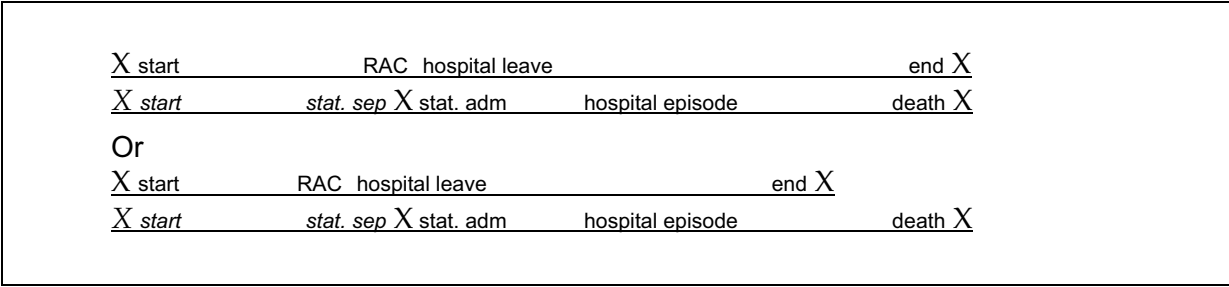 X start RAC hospital leave end X
X start stat. sep X stat. adm hospital episode death X
Or
X start RAC hospital leave end X
X start stat. sep X stat. adm hospital episode death X